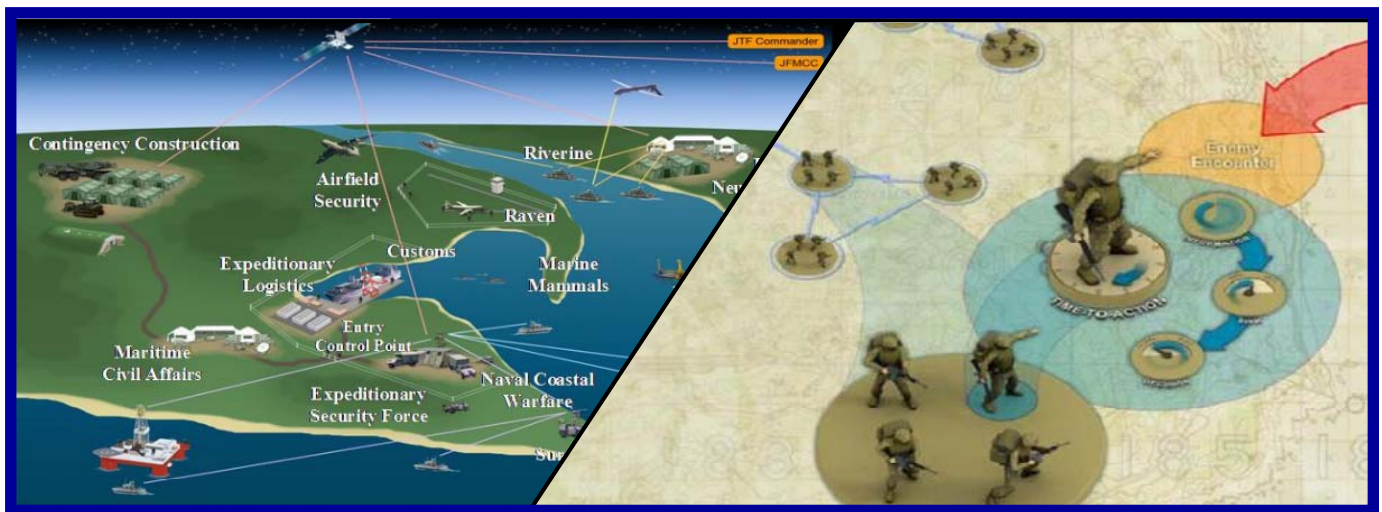 JTF Commander
JFMCC
Contingency Construction
Riverine
Airfield
Security
Raven
Customs
Expeditionary
Logistics
Marine
Mammals
Entry
Control Point
Maritime
Civil Affairs
Naval Coastal
Warfare
Expeditionary
Security Force
Enemy
Encounter
TIME-TO-ACTION